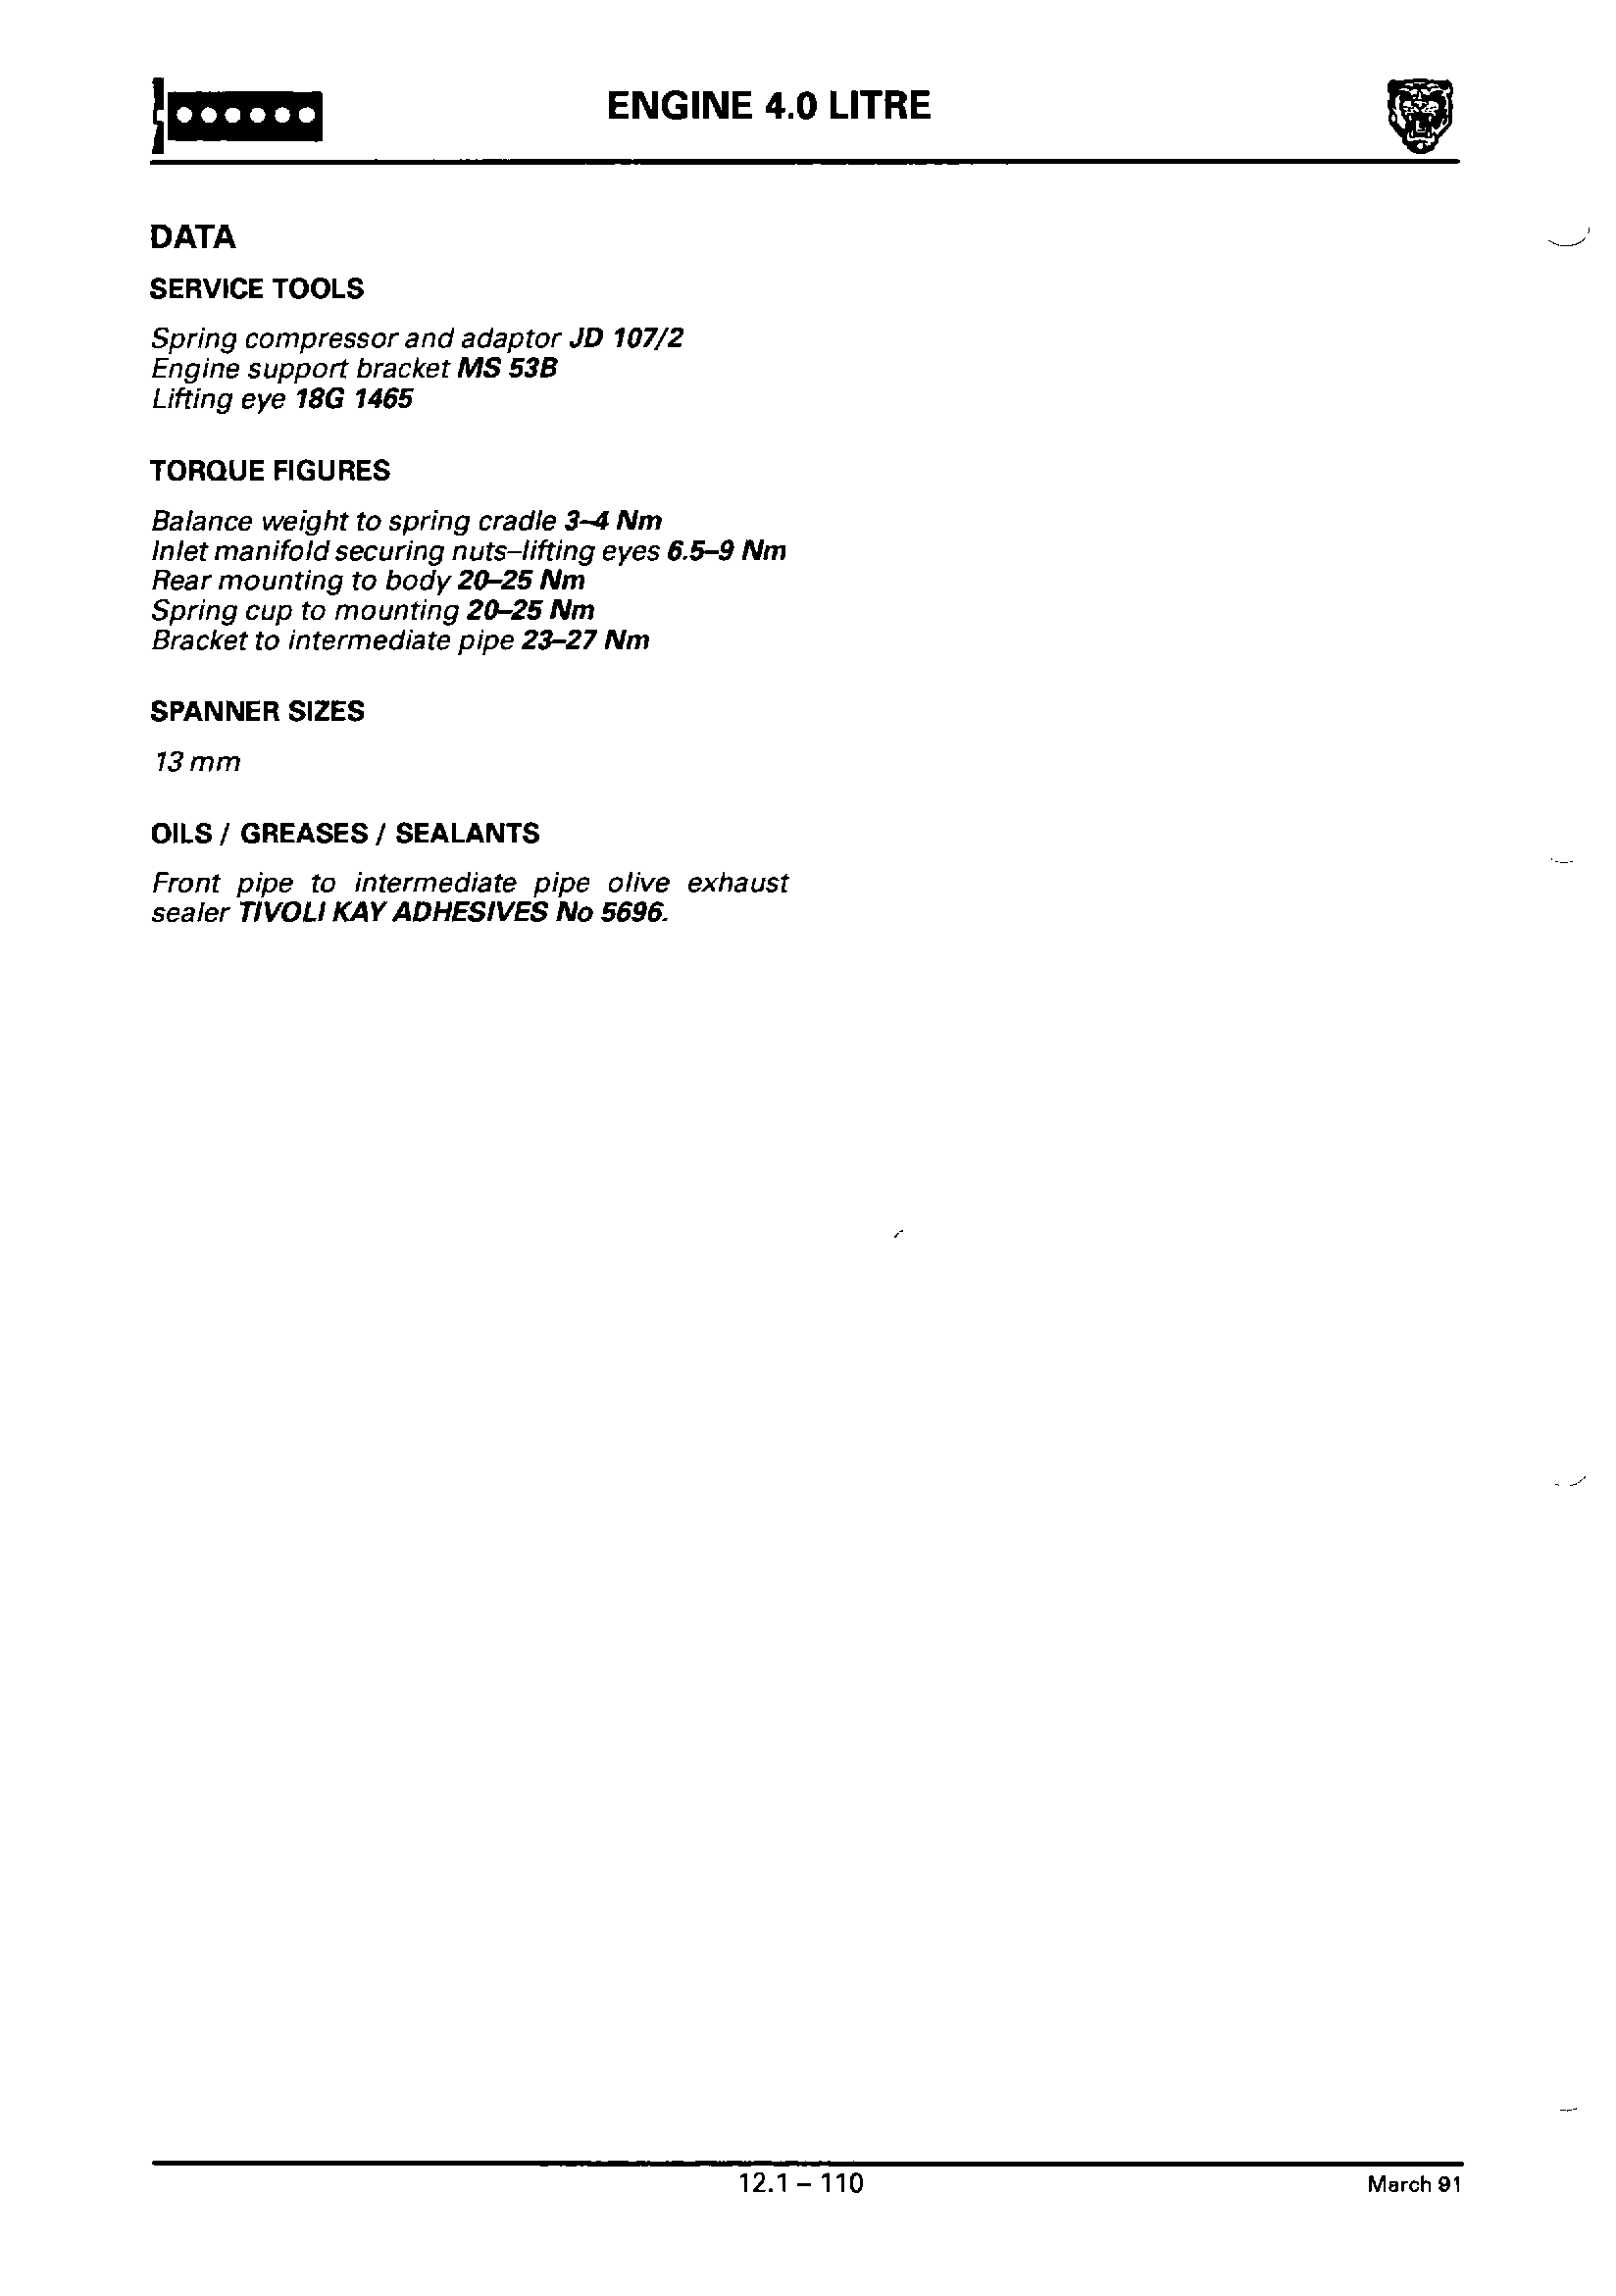 ENGINE 4.0 LITRE
DATA
SERVICE TOOLS
Spring compressor and adaptor JD 107/2
Engine support bracket MS 53B
Lifting eye 18G 1465
TORQUE FIGURES
Balance weight to spring cradle 3–4 Nm
Inlet manifold securing nuts–lifting eyes 6.5–9 Nm
Rear mounting to body 20–25 Nm
Spring cup to mounting 20–25 Nm
Bracket to intermediate pipe 23–27 Nm
SPANNER SIZES
13 mm
OILS / GREASES / SEALANTS
Front pipe to intermediate pipe olive exhaust
sealer TIVOLI KAY ADHESIVES No 5696.
12.1 – 110
March 91